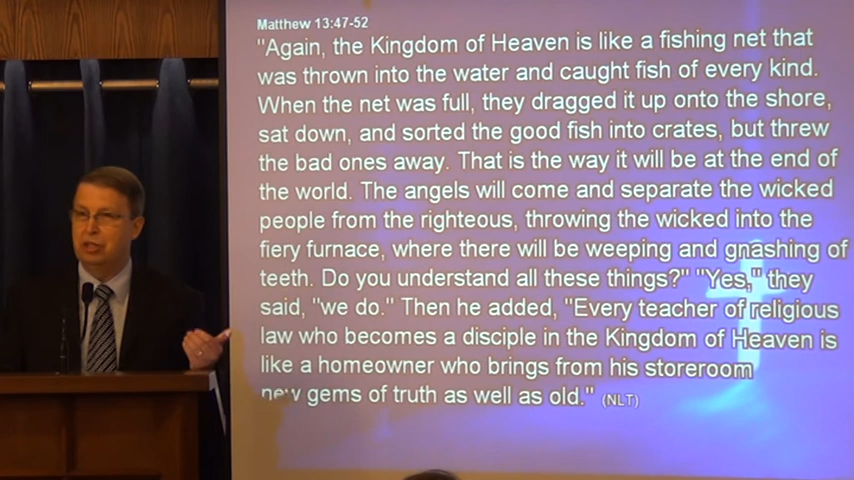 Matthew 13:47-52
"Again, the Kingdom of Heaven is like a fishing net that
was thrown into the water and caught fish of every kind.
When the net was full, they dragged it up onto the shore,
sat down, and sorted the good fish into crates, but threw
the bad ones away. That is the way it will be at the end of
the world. The angels will come and separate the wicked
people from the righteous, throwing the wicked into the
fiery furnace, where there will be weeping and gnashing of
teeth. Do you understand all these things?" "Yes," they
said, "we do." Then he added, "Every teacher of religious
law who becomes a disciple in the Kingdom of Heaven is
like a homeowner who brings from his storeroom
new gems of truth as well as old." (NLT)